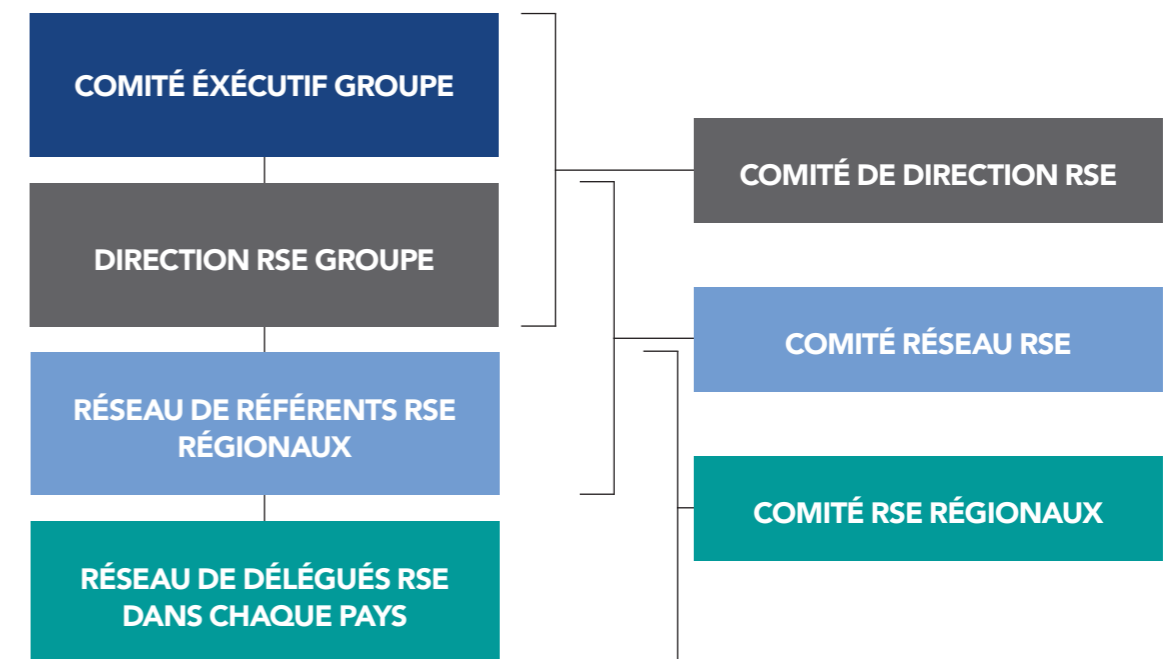 COMITÉ ÉXÉCUTIF GROUPE
DIRECTION RSE GROUPE
RÉSEAU DE RÉFÉRENTS RSE
RÉGIONAUX
RÉSEAU DE DÉLÉGUÉS RSE
DANS CHAQUE PAYS
COMITÉ DE DIRECTION RSE
COMITÉ RÉSEAU RSE
COMITÉ RSE RÉGIONAUX